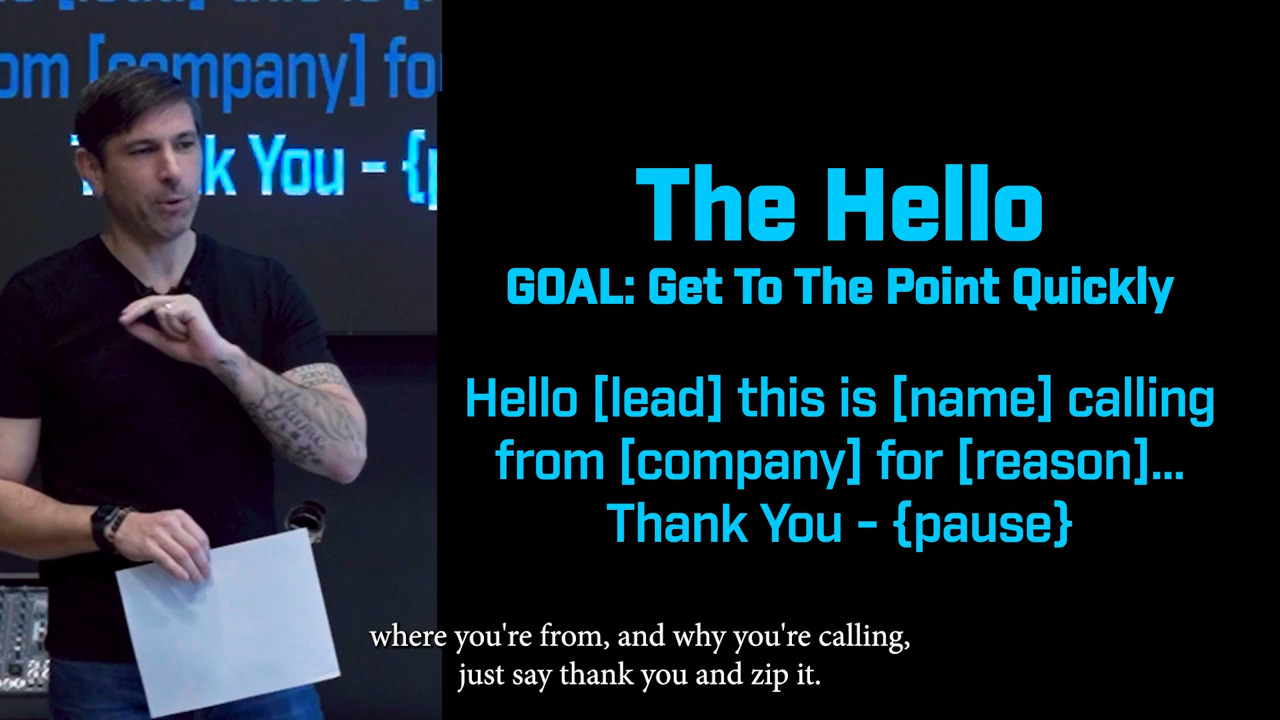 om [company] for
k You - {p
The Hello
GOAL: Get To The Point Quickly
Hello [lead] this is [name] calling
from [company] for [reason]...
Thank You - {pause}
where you're from, and why you're calling,
just say thank you and zip it.